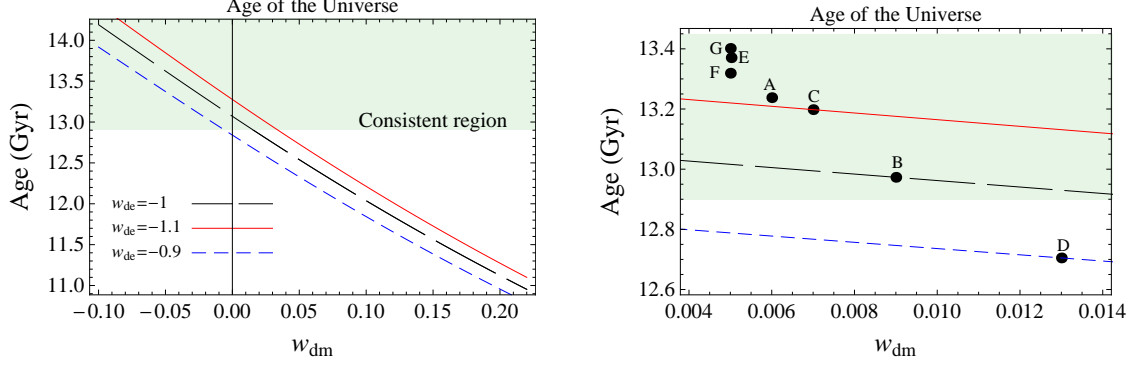 Age of the Universe
14.0
13.5
13.0
12.5
12.0
11.5
11.0
Age (Gyr)
Consistent region
w_de=−1
w_de=−1.1
w_de=−0.9
−0.10 −0.05 0.00 0.05 0.10 0.15 0.20
w_dm
Age of the Universe
13.4
13.2
13.0
12.8
12.6
Age (Gyr)
G
E
F
A
C
B
D
0.004 0.006 0.008 0.010 0.012 0.014
w_dm